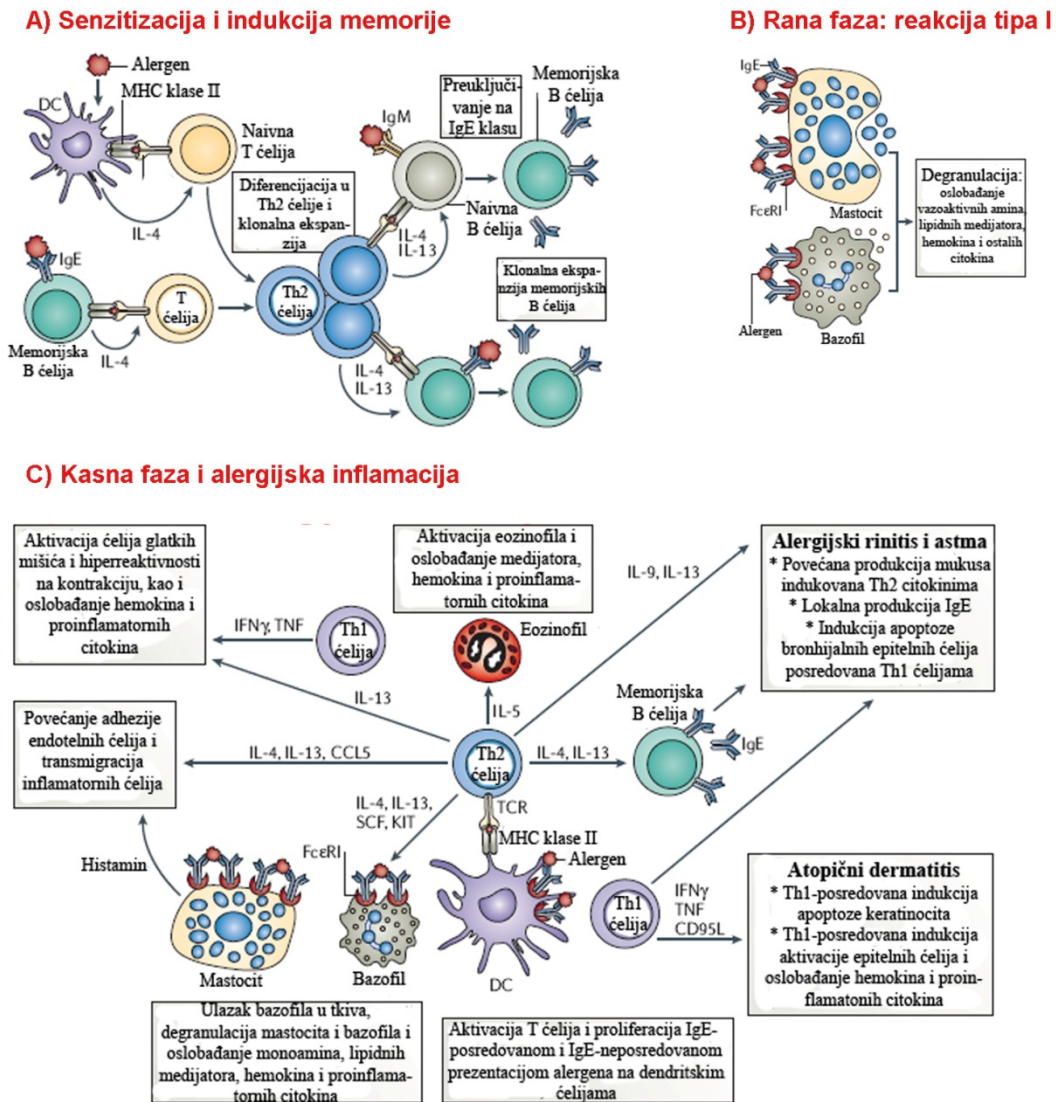 A) Senzitizacija i indukcija memorije
Alergen
DC
MHC klase II
Naivna
T ćelija
IL-4
Diferencijacija u
Th2 ćelije i
klonalna ekspan-
zija
IgM
Preuključi-
vanje na
IgE klasu
Memorijska
B ćelija
Naivna
B ćelija
IL-4
IL-13
IgE
T
ćelija
Memorijska
B ćelija
IL-4
Th2
ćelija
IL-4
IL-13
Klonalna ekspa-
nzija memorijskih
B ćelija
B) Rana faza: reakcija tipa I
IgE
FcεRI
Mastocit
Alergen
Bazofil
Degranulacija:
oslobađanje
vazoaktivnih amina,
lipidnih medijatora,
hemokina i ostalih
citokina
C) Kasna faza i alergijska inflamacija
Aktivacija ćelija glatkih
mišića i hiperreaktivnosti
na kontrakciju, kao i
oslobađanje hemokina i
proinflamatornih
citokina
IFNγ, TNF
Th1
ćelija
IL-13
Aktivacija eozinofila i
oslobađanje medijatora,
hemokina i proinflama-
tornih citokina
Eozinofil
IL-5
IL-9, IL-13
Alergijski rinitis i astma
* Povećana produkcija mukusa
indukovana Th2 citokinima
* Lokalna produkcija IgE
* Indukcija apoptoze
bronhijalnih epitelnih ćelija
posredovana Th1 ćelijama
Povećanje adhezije
endotelnih ćelija i
transmigracija
inflamatornih ćelija
IL-4, IL-13, CCL5
Th2
ćelija
IL-4, IL-13
Memorijska
B ćelija
IgE
IL-4, IL-13,
SCF, KIT
TCR
MHC klase II
Alergen
FcεRI
Histamin
Mastocit
Bazofil
DC
Th1
ćelija
IFNγ
TNF
CD95L
Atopični dermatitis
* Th1-posredovana indukcija
apoptoze keratinocita
* Th1-posredovana indukcija
aktivacije epitelnih ćelija i
oslobađanje hemokina i proin-
flamatonih citokina
Ulazak bazofila u tkiva,
degranulacija mastocita i bazofila i
oslobađanje monoamina, lipidnih
medijatora, hemokina i proinflama-
tornih citokina
Aktivacija T ćelija i proliferacija IgE-
posredovanom i IgE-neposredovanom
prezentacijom alergena na dendritskim
ćelijama